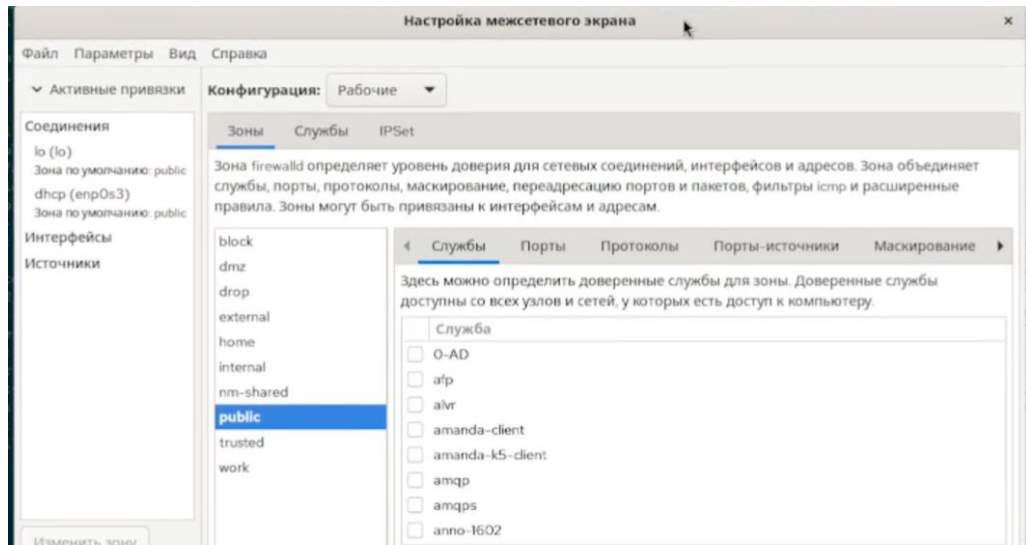 Настройка межсетевого экрана
Файл Параметры Вид Справка
Активные привязки
Конфигурация: Рабочие
Соединения
lo (lo)
Зона по умолчанию: public
dhcp (enp0s3)
Зона по умолчанию: public
Интерфейсы
Источники
Зоны Службы IPSet
Зона firewalld определяет уровень доверия для сетевых соединений, интерфейсов и адресов. Зона объединяет
службы, порты, протоколы, маскирование, переадресацию портов и пакетов, фильтры icmp и расширенные
правила. Зоны могут быть привязаны к интерфейсам и адресам.
block
dmz
drop
external
home
internal
nm-shared
public
trusted
work
Службы Порты Протоколы Порты-источники Маскирование
Здесь можно определить доверенные службы для зоны. Доверенные службы
доступны со всех узлов и сетей, у которых есть доступ к компьютеру.
Служба
0-AD
afp
alvr
amanda-client
amanda-k5-client
amqp
amqps
anno-1602
Изменить зону